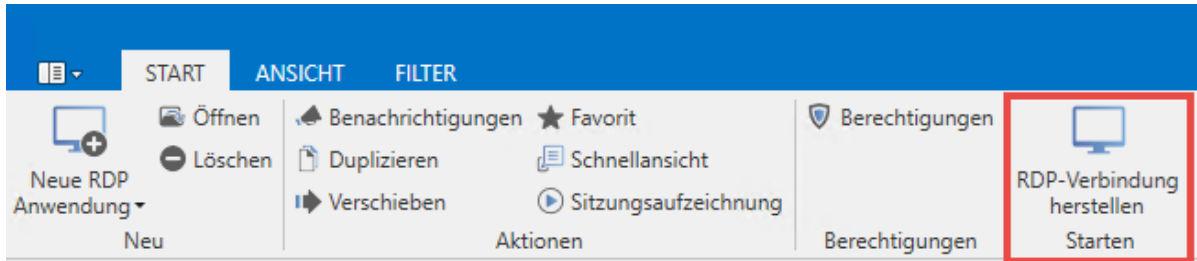 START ANSICHT FILTER
Neue RDP
Anwendung
Öffnen
Löschen
Neu
Benachrichtigungen
Duplizieren
Verschieben
Favorit
Schnellansicht
Sitzungsaufzeichnung
Aktionen
Berechtigungen
Berechtigungen
RDP-Verbindung
herstellen
Starten